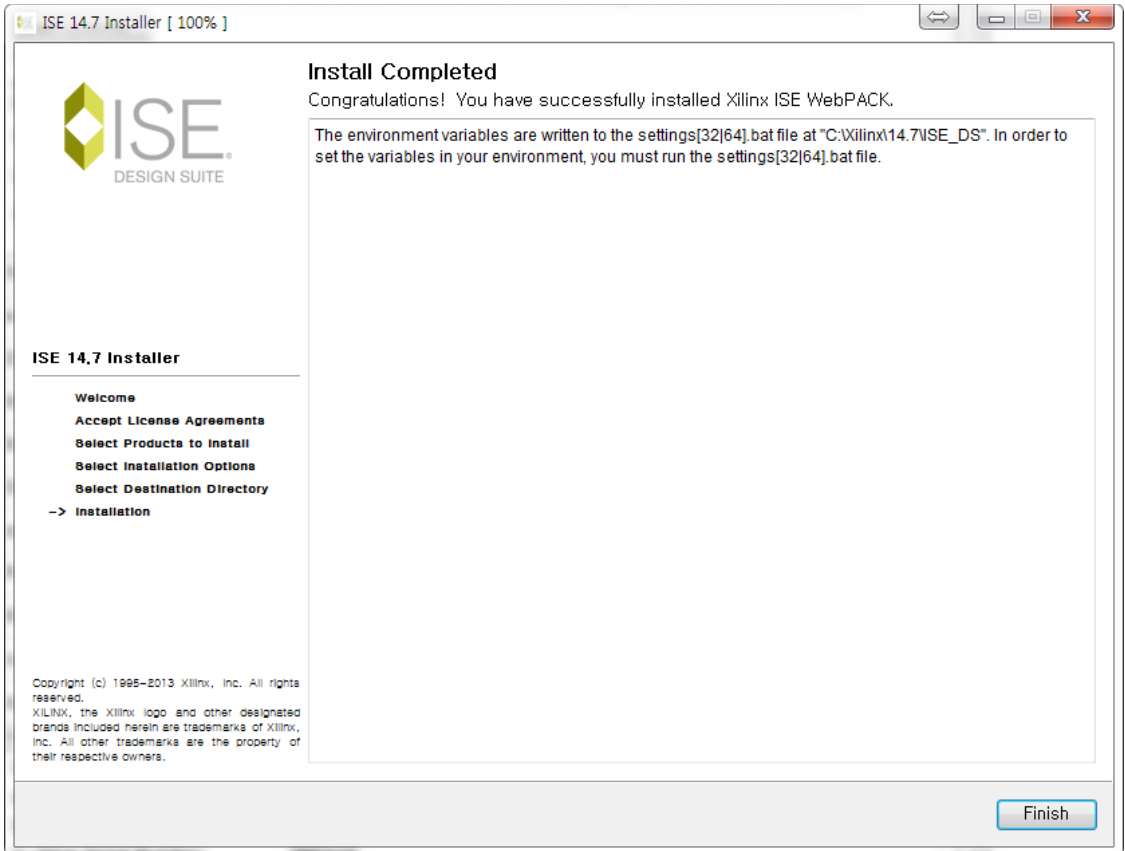 ISE 14.7 Installer [ 100% ]
ISE.
DESIGN SUITE
Install Completed
Congratulations! You have successfully installed Xilinx ISE WebPACK.
The environment variables are written to the settings[32|64].bat file at "C:\Xilinx\14.7\ISE_DS". In order to
set the variables in your environment, you must run the settings[32|64].bat file.
ISE 14.7 Installer
Welcome
Accept License Agreements
Select Products to Install
Select Installation Options
Select Destination Directory
-> Installation
Copyright (c) 1995-2013 Xilinx, Inc. All rights
reserved.
XILINX, the Xilinx logo and other designated
brands included herein are trademarks of Xilinx,
Inc. All other trademarks are the property of
their respective owners.
Finish